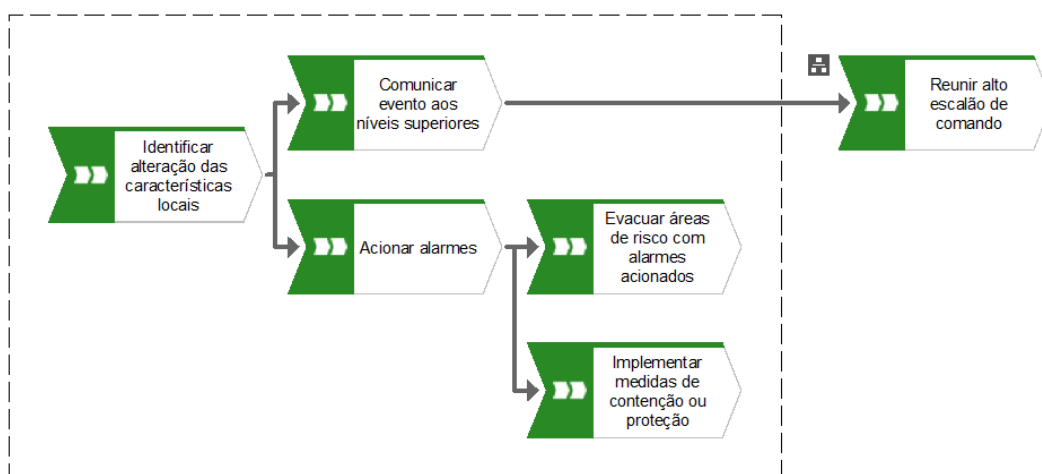 Identificar
alteração das
características
locais
Comunicar
evento aos
níveis superiores
Reunir alto
escalão de
comando
Acionar alarmes
Evacuar áreas
de risco com
alarmes
acionados
Implementar
medidas de
contenção ou
proteção